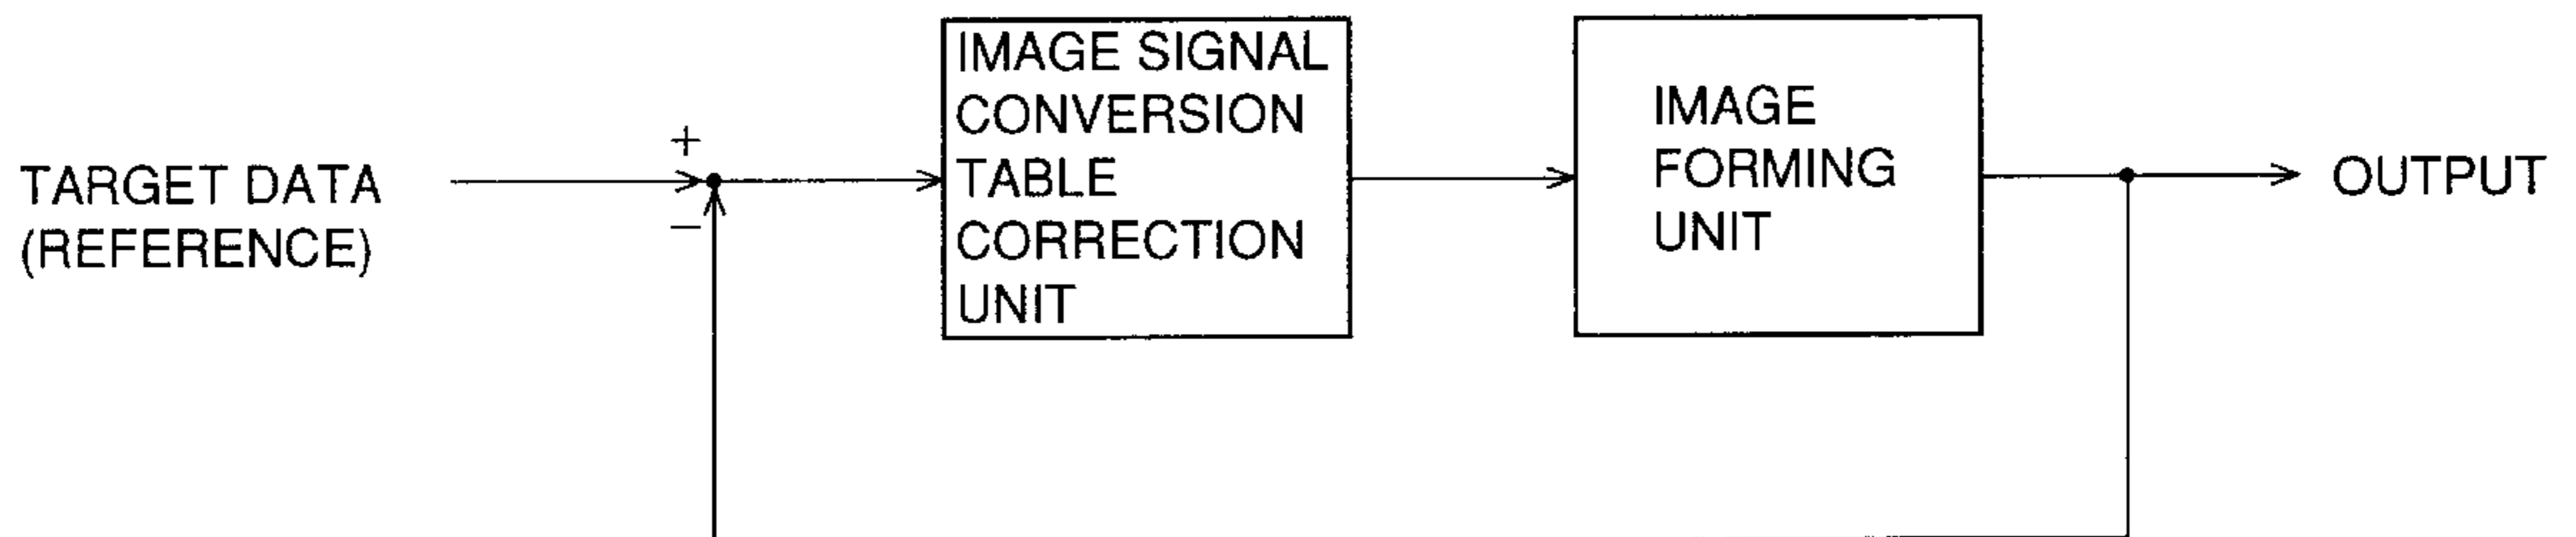 TARGET DATA
(REFERENCE)
+
−
IMAGE SIGNAL
CONVERSION
TABLE
CORRECTION
UNIT
IMAGE
FORMING
UNIT
OUTPUT